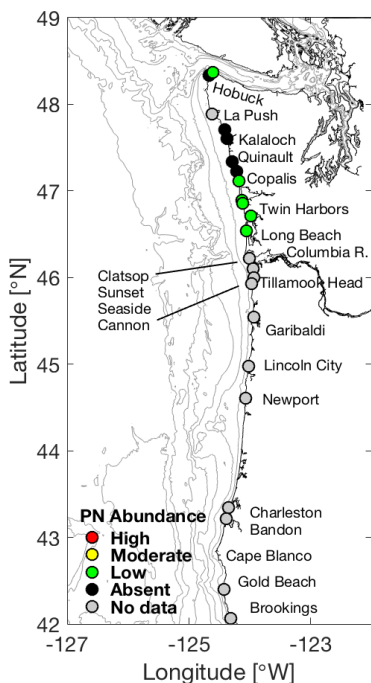 49
48
47
46
45
44
43
42
Latitude [°N]
Hobuck
La Push
Kalaloch
Quinault
Copalis
Twin Harbors
Long Beach
Columbia R.
Clatsop
Sunset
Seaside
Cannon
Tillamook Head
Garibaldi
Lincoln City
Newport
Charleston
Bandon
Cape Blanco
Gold Beach
Brookings
PN Abundance
High
Moderate
Low
Absent
No data
-127
-125
-123
Longitude [°W]